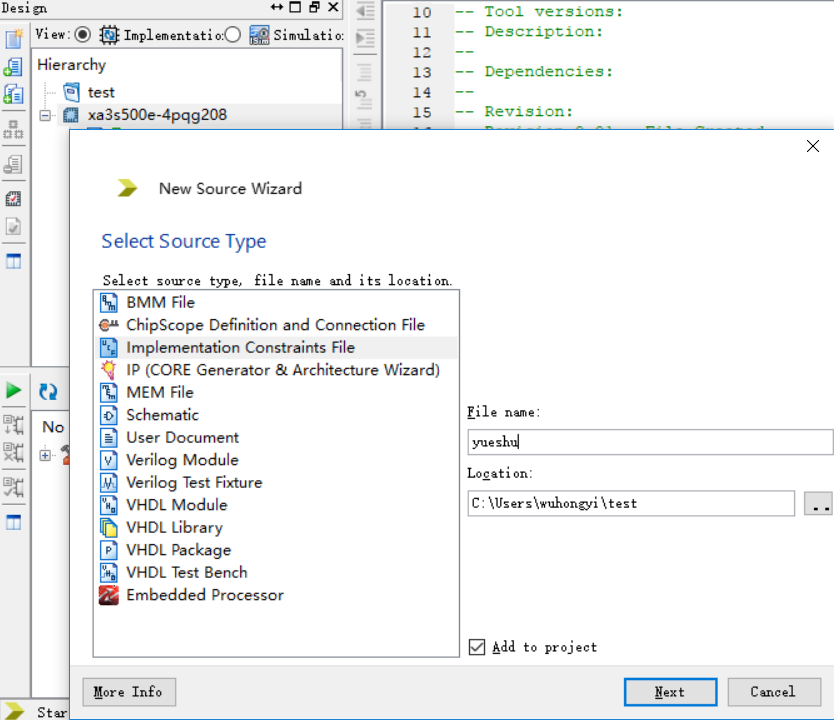 Design
View: Implementatio: Simulatio:
Hierarchy
test
xa3s500e-4pqg208
10 -- Tool versions:
11 -- Description:
12 --
13 -- Dependencies:
14 --
15 -- Revision:
New Source Wizard
Select Source Type
Select source type, file name and its location.
BMM File
ChipScope Definition and Connection File
Implementation Constraints File
IP (CORE Generator & Architecture Wizard)
MEM File
Schematic
User Document
Verilog Module
Verilog Test Fixture
VHDL Module
VHDL Library
VHDL Package
VHDL Test Bench
Embedded Processor
File name:
yueshu
Location:
C:\Users\wuhongyi\test
..
Add to project
More Info
Next
Cancel
No
Star